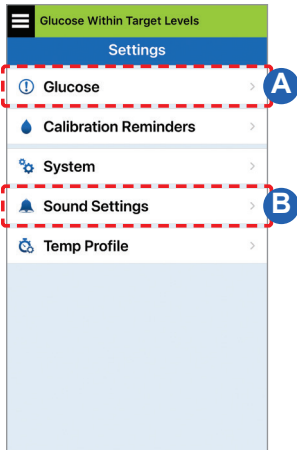 Glucose Within Target Levels
Settings
Glucose
A
Calibration Reminders
System
Sound Settings
B
Temp Profile